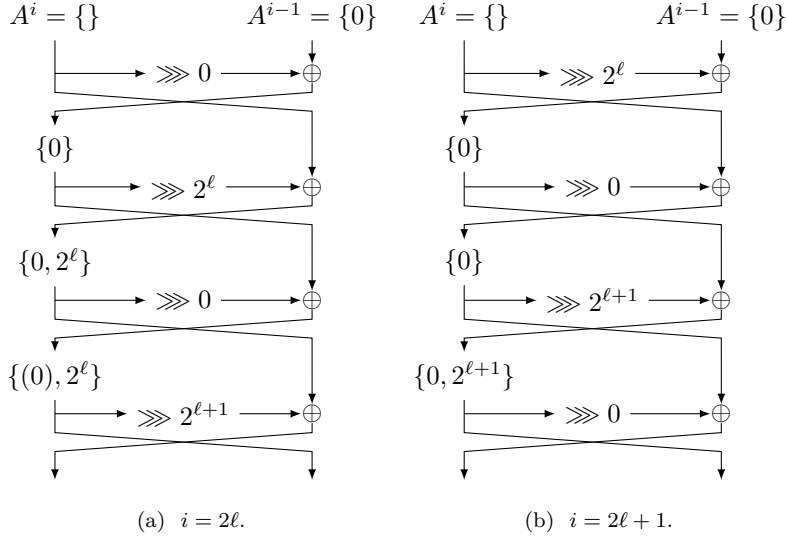 A^i = {}   A^{i−1} = {0}   A^i = {}   A^{i−1} = {0}
⋙ 0   ⊕   ⋙ 2^ℓ   ⊕
{0}   {0}
⋙ 2^ℓ   ⊕   ⋙ 0   ⊕
{0, 2^ℓ}   {0}
⋙ 0   ⊕   ⋙ 2^{ℓ+1}   ⊕
{(0), 2^ℓ}   {0, 2^{ℓ+1}}
⋙ 2^{ℓ+1}   ⊕   ⋙ 0   ⊕
(a) i = 2ℓ.   (b) i = 2ℓ + 1.